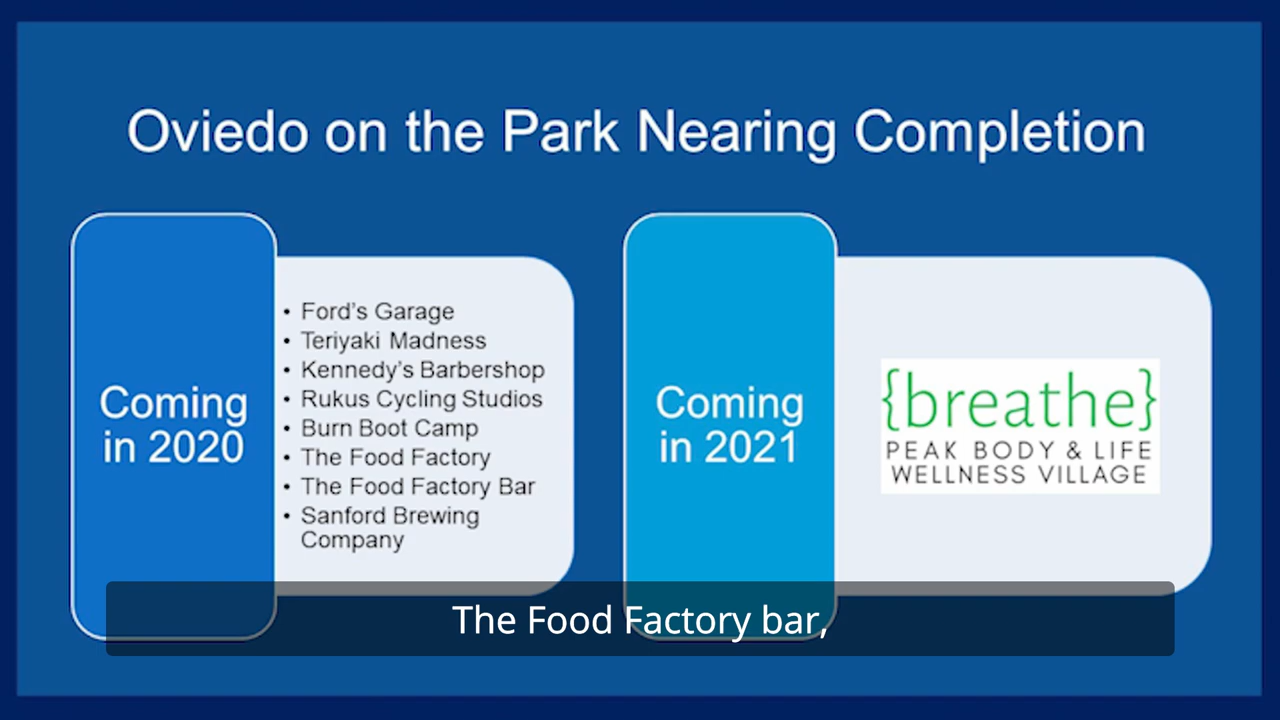 Oviedo on the Park Nearing Completion
Coming
in 2020
• Ford's Garage
• Teriyaki Madness
• Kennedy's Barbershop
• Rukus Cycling Studios
• Burn Boot Camp
• The Food Factory
• The Food Factory Bar
• Sanford Brewing
Company
Coming
in 2021
{breathe}
PEAK BODY & LIFE
WELLNESS VILLAGE
The Food Factory bar,